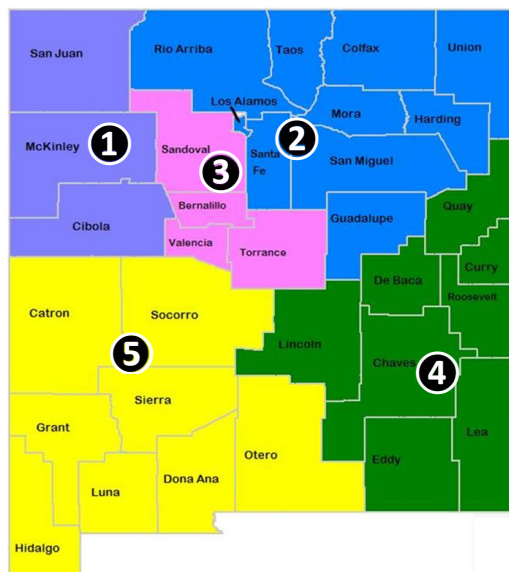 San Juan
Rio Arriba
Taos
Colfax
Union
Los Alamos
Mora
Harding
McKinley
1
Sandoval
2
Santa
Fe
San Miguel
3
Bernalillo
Quay
Cibola
Guadalupe
Valencia
Torrance
Curry
De Baca
Roosevelt
Catron
Socorro
Lincoln
5
Chaves
4
Sierra
Grant
Lea
Otero
Eddy
Dona Ana
Luna
Hidalgo